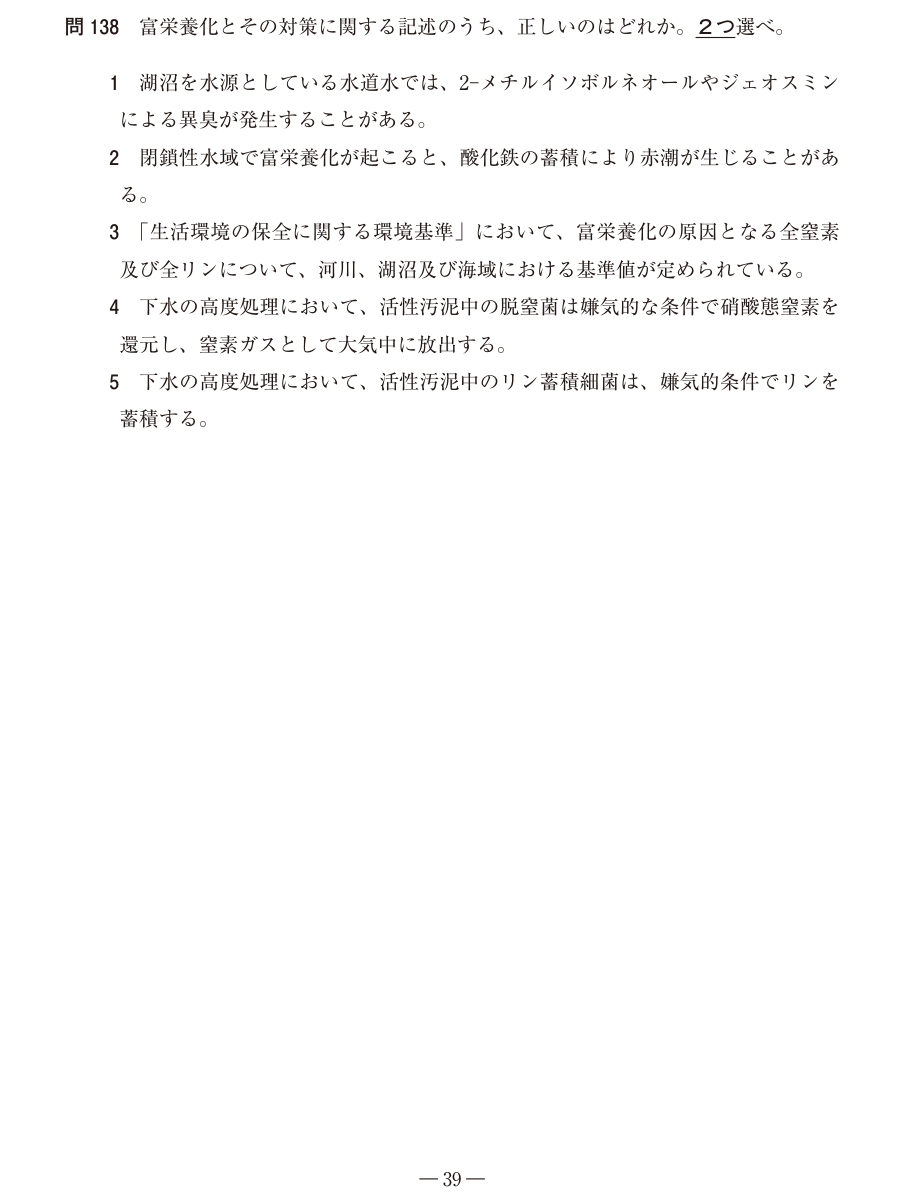 問 138　富栄養化とその対策に関する記述のうち、正しいのはどれか。２つ選べ。
1　湖沼を水源としている水道水では、2-メチルイソボルネオールやジェオスミン
による異臭が発生することがある。
2　閉鎖性水域で富栄養化が起こると、酸化鉄の蓄積により赤潮が生じることがあ
る。
3　「生活環境の保全に関する環境基準」において、富栄養化の原因となる全窒素
及び全リンについて、河川、湖沼及び海域における基準値が定められている。
4　下水の高度処理において、活性汚泥中の脱窒菌は嫌気的な条件で硝酸態窒素を
還元し、窒素ガスとして大気中に放出する。
5　下水の高度処理において、活性汚泥中のリン蓄積細菌は、嫌気的条件でリンを
蓄積する。
― 39 ―